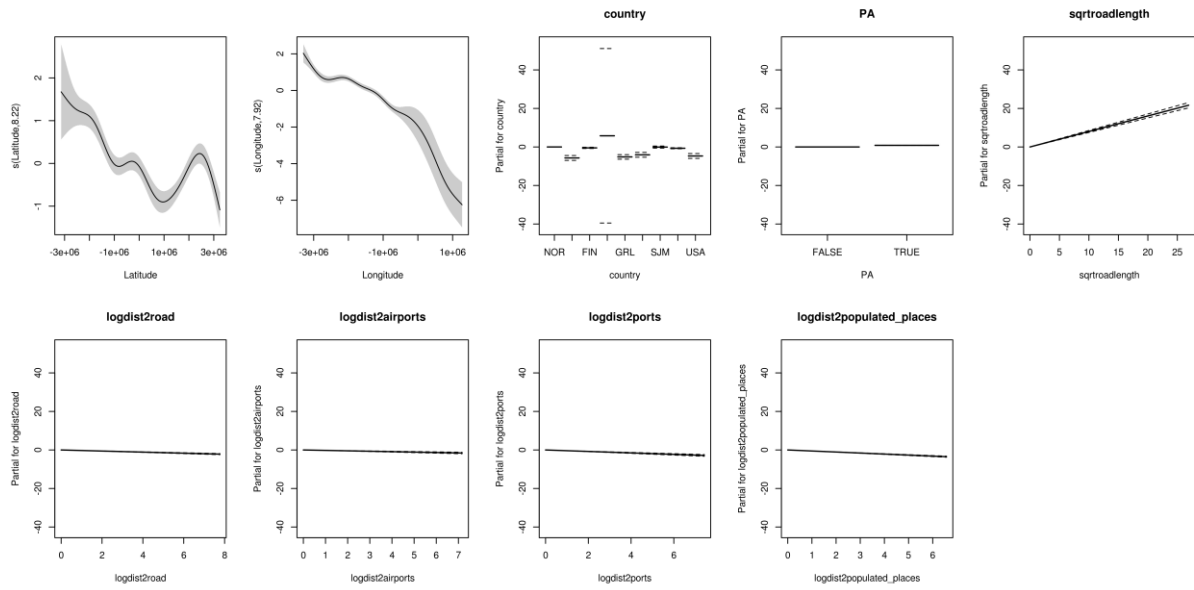 s(Latitude,8.22)
2
1
0
-1
-3e+06
-1e+06
1e+06
3e+06
Latitude
s(Longitude,7.92)
2
0
-2
-4
-6
-3e+06
-1e+06
1e+06
Longitude
country
Partial for country
40
20
0
-20
-40
NOR
FIN
GRL
SJM
USA
country
PA
Partial for PA
40
20
0
-20
-40
FALSE
TRUE
PA
sqrtroadlength
Partial for sqrtroadlength
40
20
0
-20
-40
0
5
10
15
20
25
sqrtroadlength
logdist2road
Partial for logdist2road
40
20
0
-20
-40
0
2
4
6
8
logdist2road
logdist2airports
Partial for logdist2airports
40
20
0
-20
-40
0
1
2
3
4
5
6
7
logdist2airports
logdist2ports
Partial for logdist2ports
40
20
0
-20
-40
0
2
4
6
logdist2ports
logdist2populated_places
Partial for logdist2populated_places
40
20
0
-20
-40
0
1
2
3
4
5
6
logdist2populated_places